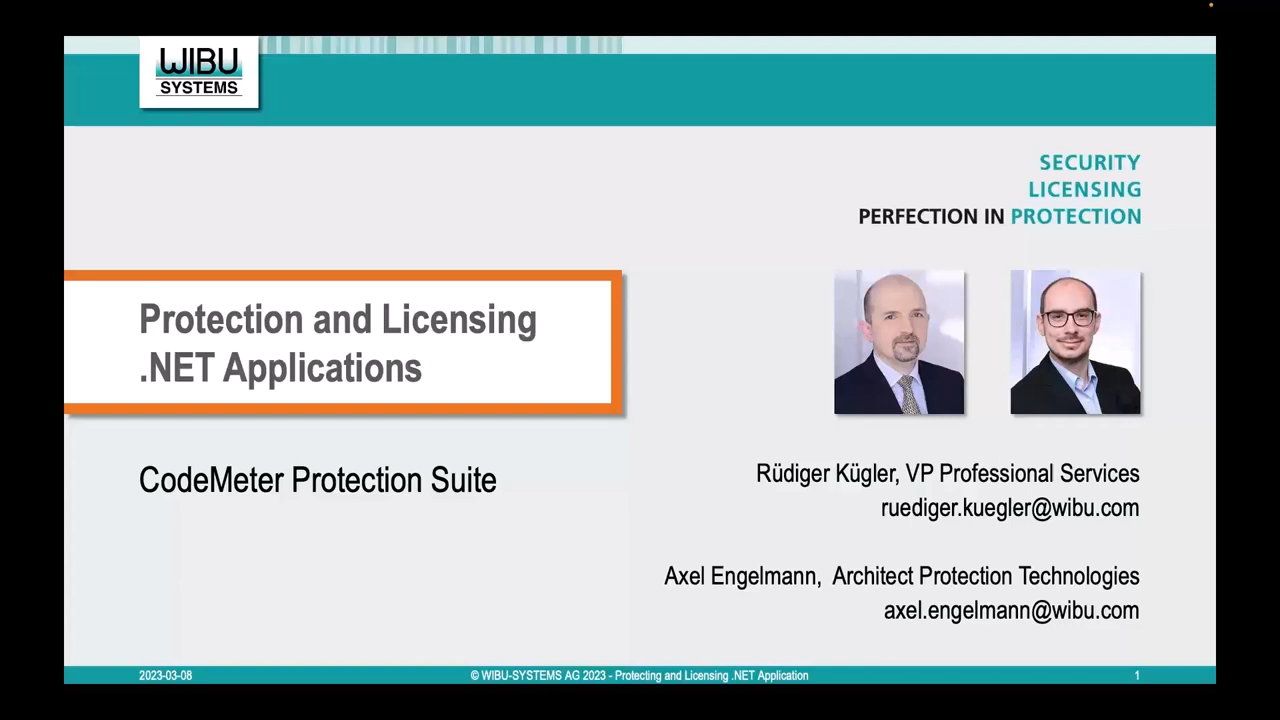 WIBU
SYSTEMS
SECURITY
LICENSING
PERFECTION IN PROTECTION
Protection and Licensing
.NET Applications
CodeMeter Protection Suite
Rüdiger Kügler, VP Professional Services
ruediger.kuegler@wibu.com
Axel Engelmann, Architect Protection Technologies
axel.engelmann@wibu.com
2023-03-08
© WIBU-SYSTEMS AG 2023 - Protecting and Licensing .NET Application
1